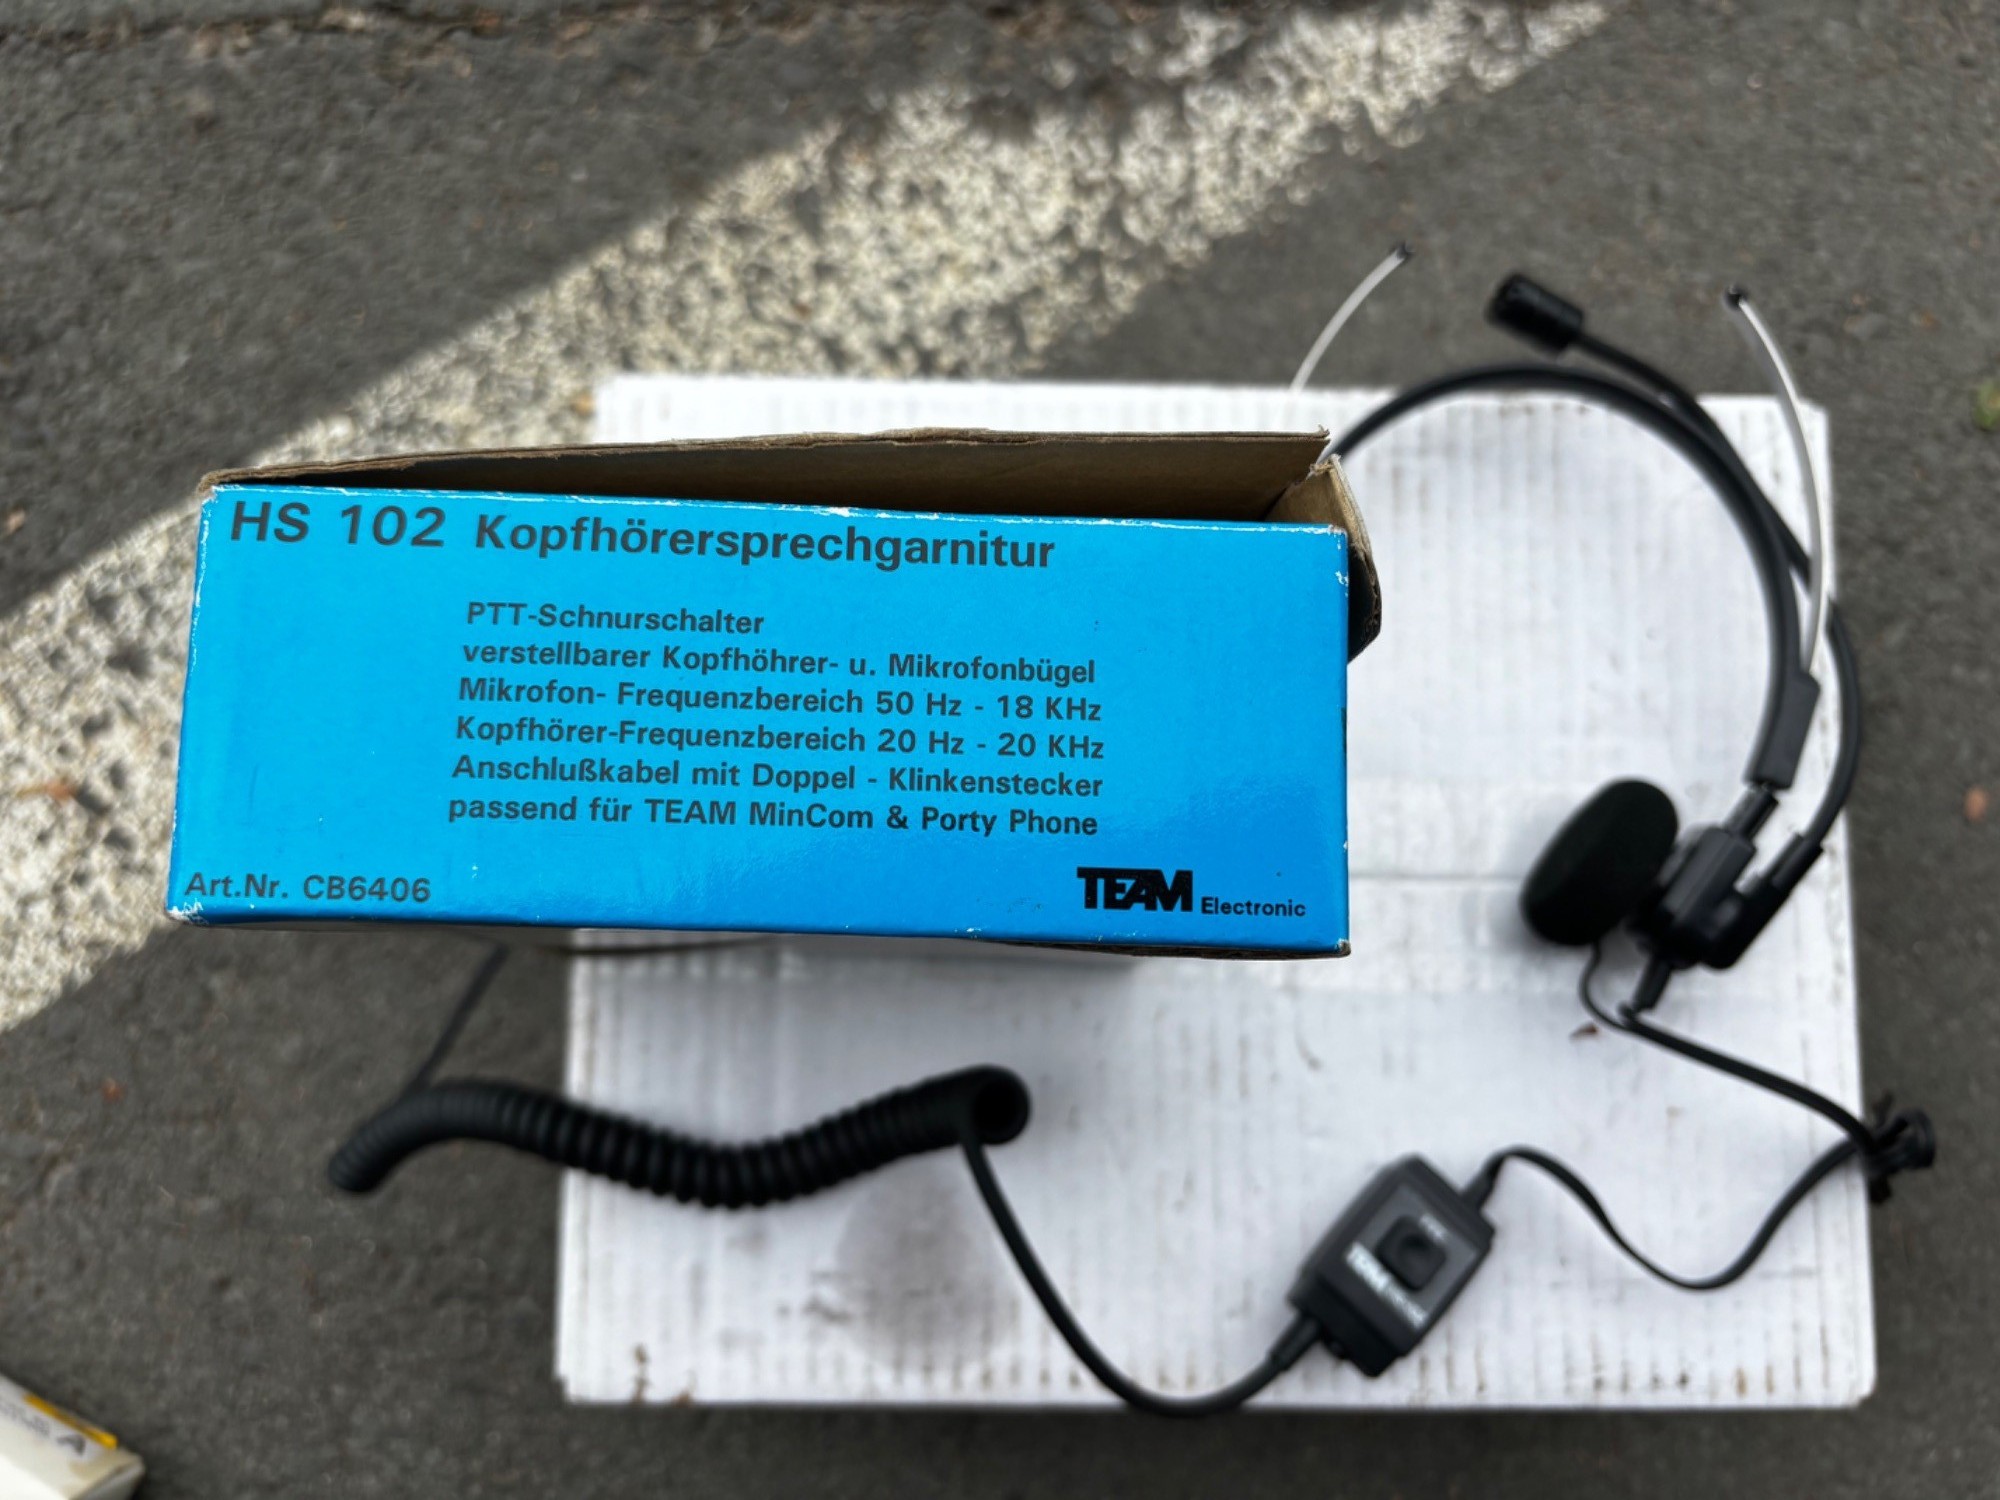 HS 102 Kopfhörersprechgarnitur
PTT-Schnurschalter
verstellbarer Kopfhöhrer- u. Mikrofonbügel
Mikrofon- Frequenzbereich 50 Hz - 18 KHz
Kopfhörer-Frequenzbereich 20 Hz - 20 KHz
Anschlußkabel mit Doppel - Klinkenstecker
passend für TEAM MinCom & Porty Phone
Art.Nr. CB6406
TEAM Electronic